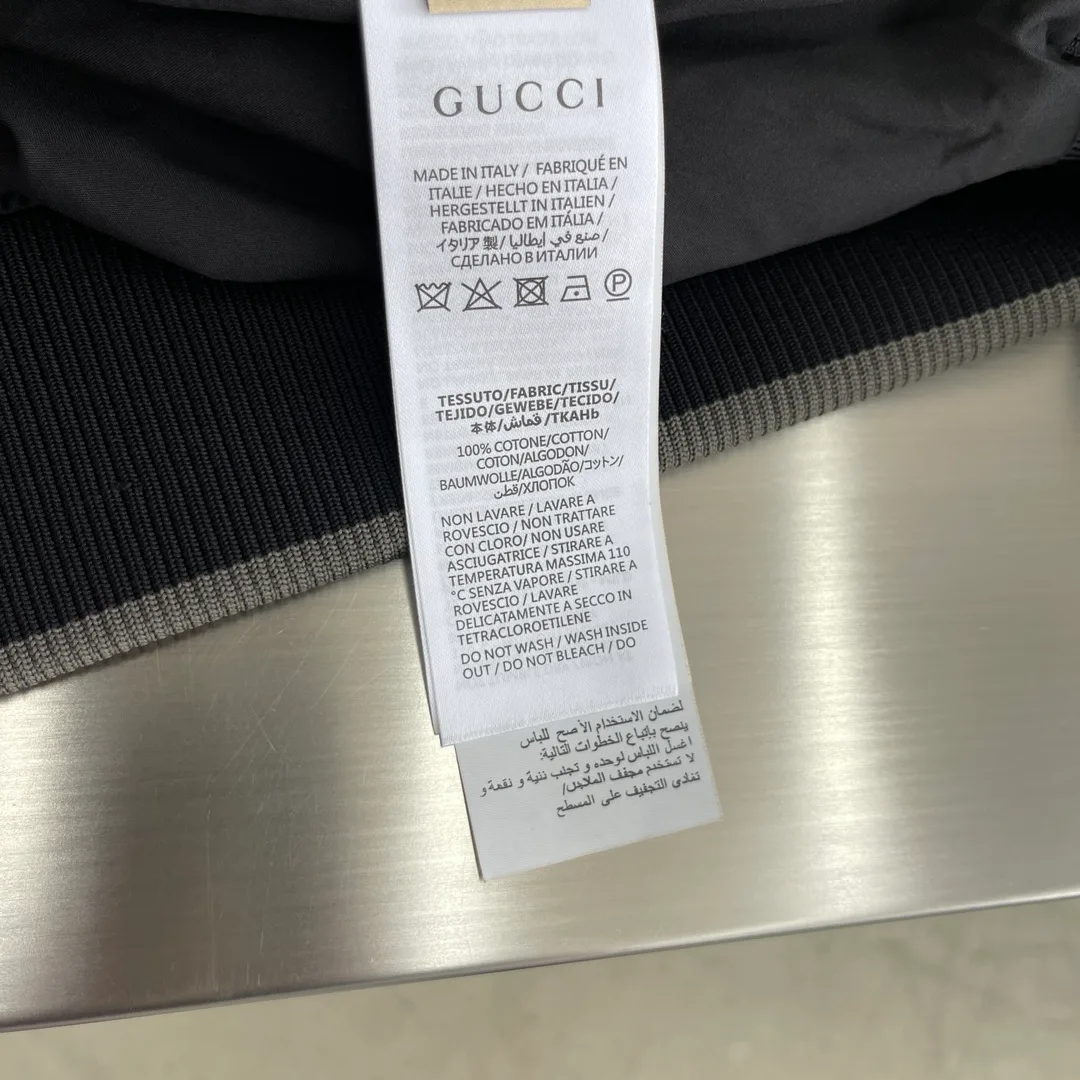 GUCCI
MADE IN ITALY / FABRIQUÉ EN
ITALIE / HECHO EN ITALIA /
HERGESTELLT IN ITALIEN /
FABRICADO EM ITÁLIA /
イタリア製 / صنع في إيطاليا /
СДЕЛАНО В ИТАЛИИ
P
TESSUTO/FABRIC/TISSU/
TEJIDO/GEWEBE/TECIDO/
本体/قماش/ТКАНЬ
100% COTONE/COTTON/
COTON/ALGODON/
BAUMWOLLE/ALGODÃO/コットン/
قطن/ХЛОПОК
NON LAVARE / LAVARE A
ROVESCIO / NON TRATTARE
CON CLORO/ NON USARE
ASCIUGATRICE / STIRARE A
TEMPERATURA MASSIMA 110
°C SENZA VAPORE / STIRARE A
ROVESCIO / LAVARE
DELICATAMENTE A SECCO IN
TETRACLOROETILENE
DO NOT WASH / WASH INSIDE
OUT / DO NOT BLEACH / DO
لضمان الاستخدام الأصح للباس
ينصح بإتباع الخطوات التالية:
اغسل اللباس لوحده و تجنب ننية و نقعة و
لا تستخدم مجفف الملابس/
تفادى التجفيف على المسطح